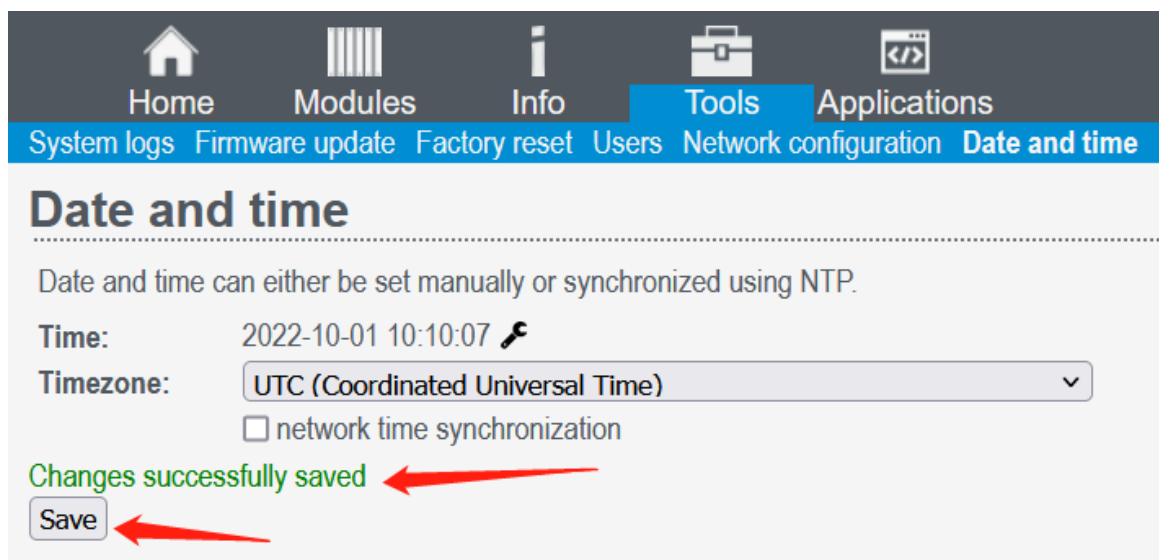 Home Modules Info Tools Applications
System logs Firmware update Factory reset Users Network configuration Date and time
Date and time
Date and time can either be set manually or synchronized using NTP.
Time: 2022-10-01 10:10:07
Timezone: UTC (Coordinated Universal Time)
network time synchronization
Changes successfully saved
Save